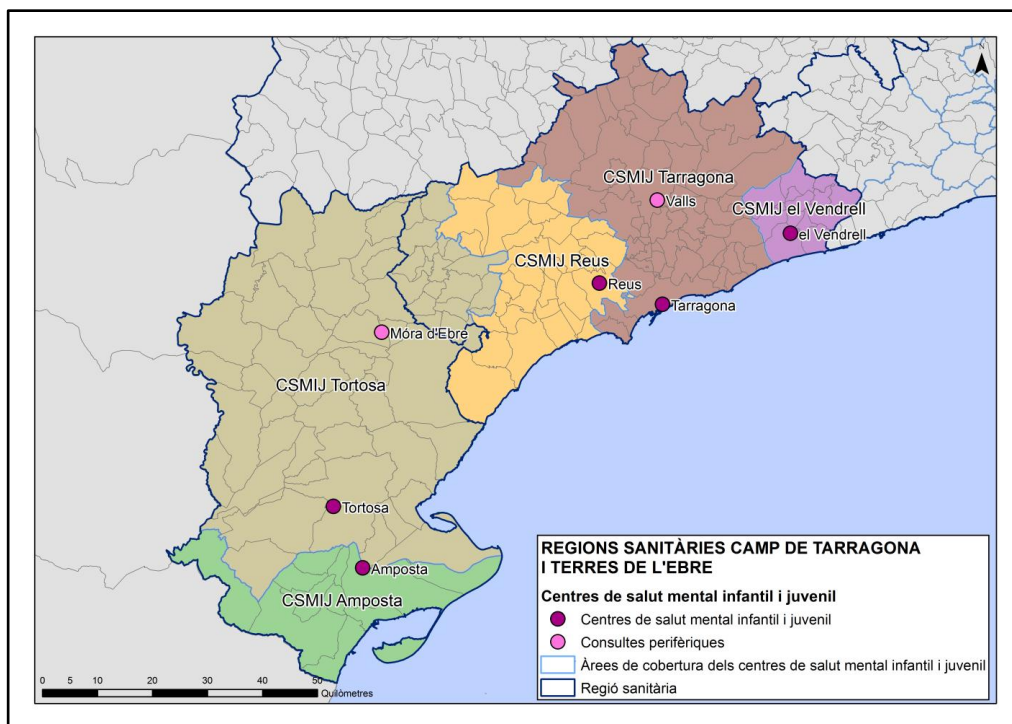 N
CSMIJ Tarragona
Valls
CSMIJ el Vendrell
el Vendrell
CSMIJ Reus
Reus
Tarragona
Móra d'Ebre
CSMIJ Tortosa
Tortosa
Amposta
CSMIJ Amposta
REGIONS SANITÀRIES CAMP DE TARRAGONA
I TERRES DE L'EBRE
Centres de salut mental infantil i juvenil
Centres de salut mental infantil i juvenil
Consultes perifèriques
Àrees de cobertura dels centres de salut mental infantil i juvenil
Regió sanitària
0 10 20 30 40 50
Quilòmetres